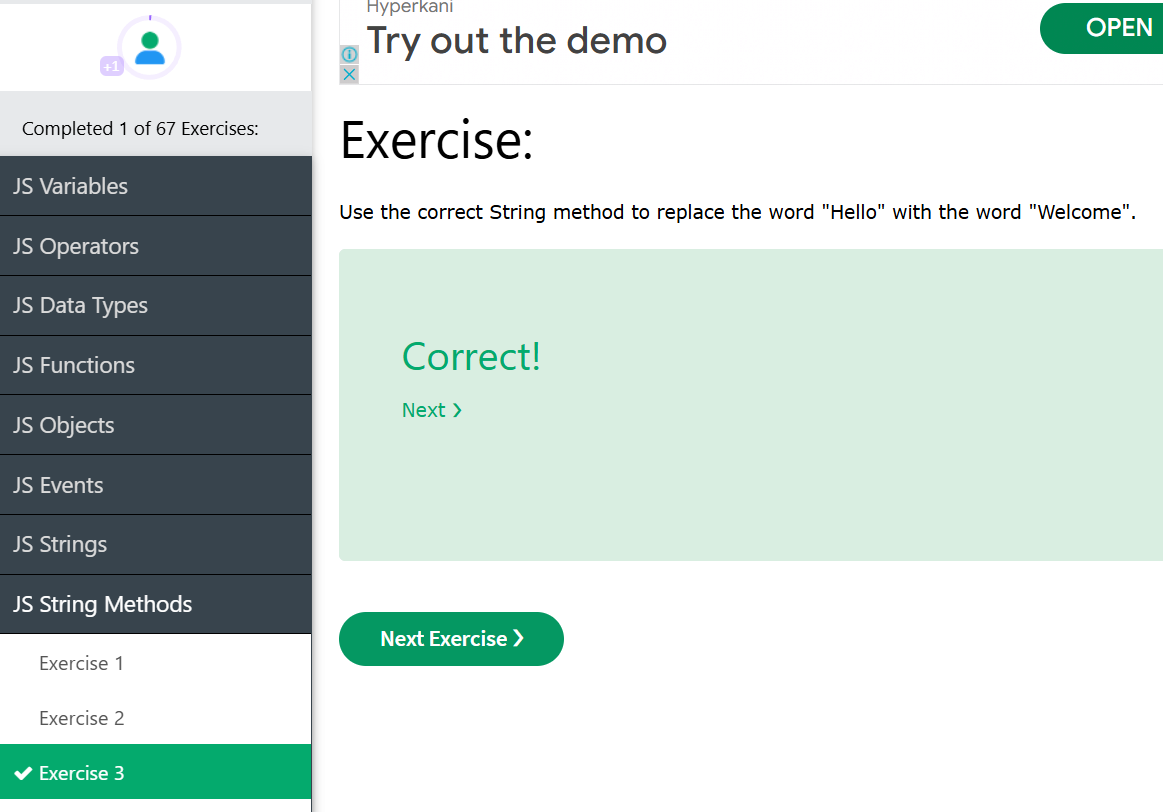 +1
Completed 1 of 67 Exercises:
JS Variables
JS Operators
JS Data Types
JS Functions
JS Objects
JS Events
JS Strings
JS String Methods
Exercise 1
Exercise 2
Exercise 3
Hyperkani
Try out the demo
OPEN
Exercise:
Use the correct String method to replace the word "Hello" with the word "Welcome".
Correct!
Next ❯
Next Exercise ❯